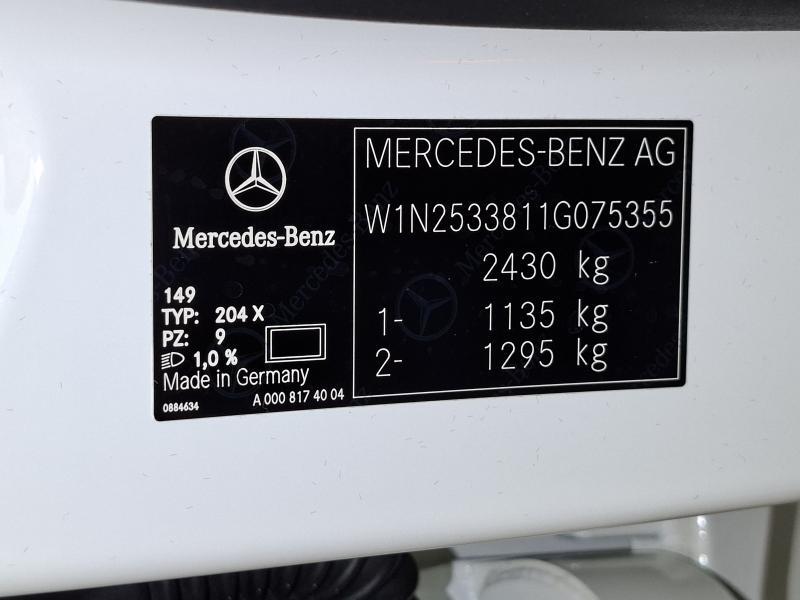 Mercedes-Benz
149
TYP: 204 X
PZ: 9
1,0 %
Made in Germany
0884634
A 000 817 40 04
MERCEDES-BENZ AG
W1N2533811G075355
2430 kg
1- 1135 kg
2- 1295 kg